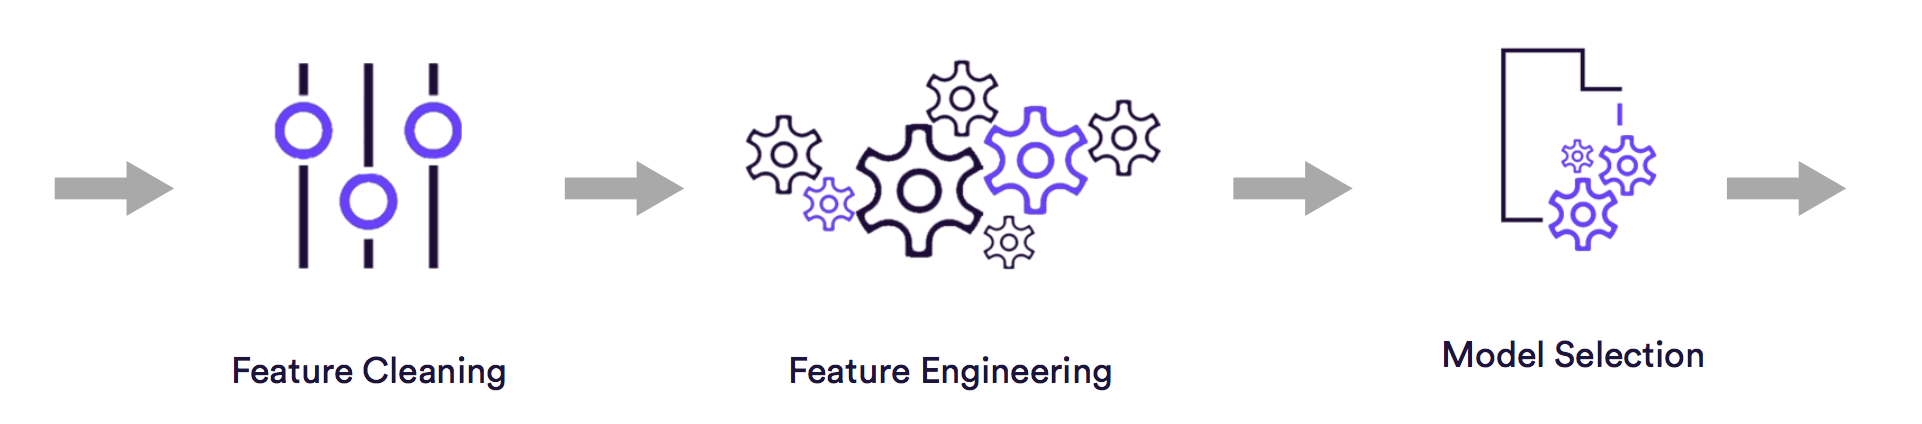 Feature Cleaning
Feature Engineering
Model Selection